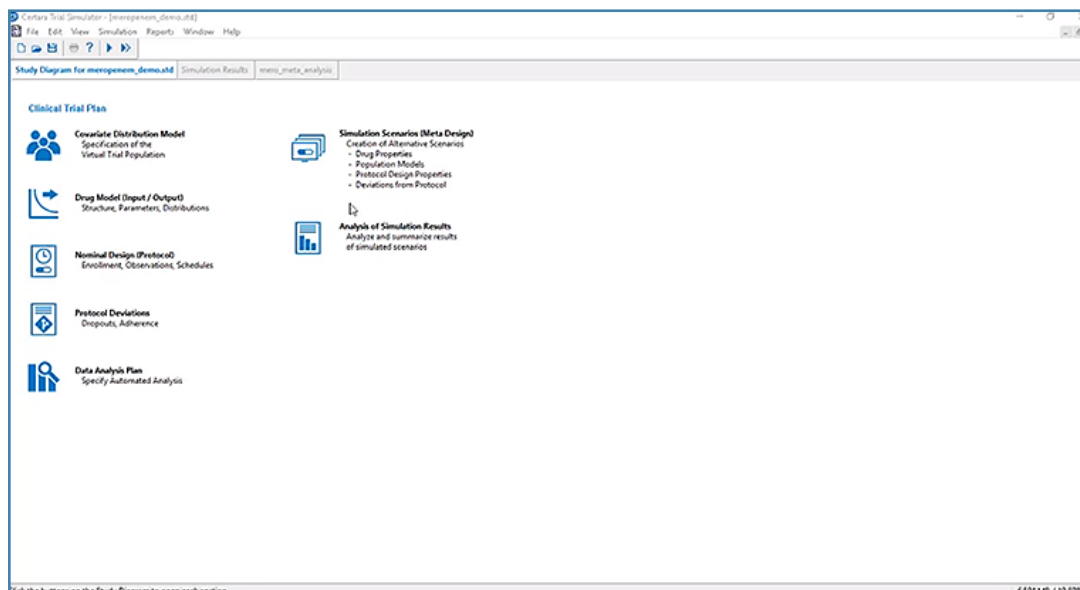 Certara Trial Simulator - [meropenem_demo.std]
File Edit View Simulation Reports Window Help
Study Diagram for meropenem_demo.std Simulation Results mero_meta_analysis
Clinical Trial Plan
Covariate Distribution Model
Specification of the
Virtual Trial Population
Drug Model (Input / Output)
Structure, Parameters, Distributions
Nominal Design (Protocol)
Enrollment, Observations, Schedules
Protocol Deviations
Dropouts, Adherence
Data Analysis Plan
Specify Automated Analysis
Simulation Scenarios (Meta Design)
Creation of Alternative Scenarios
- Drug Properties
- Population Models
- Protocol Design Properties
- Deviations from Protocol
Analysis of Simulation Results
Analyze and summarize results
of simulated scenarios